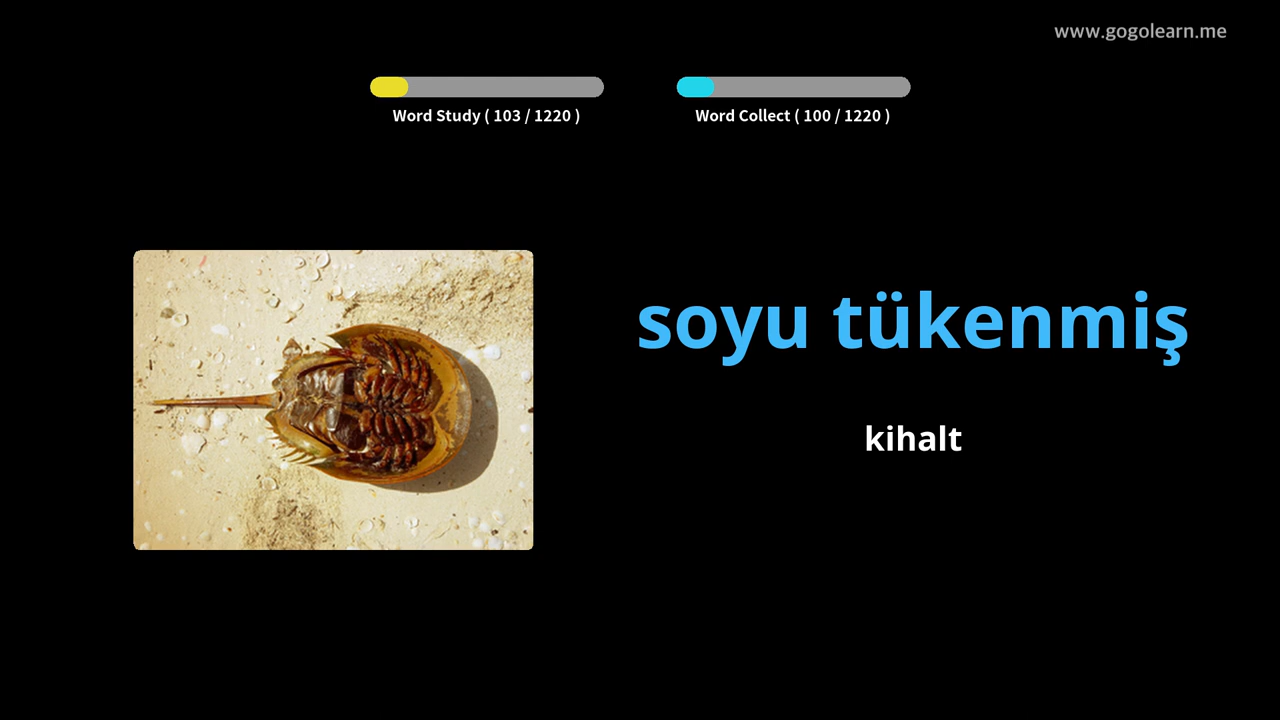 www.gogolearn.me
Word Study ( 103 / 1220 )
Word Collect ( 100 / 1220 )
soyu tükenmiş
kihalt